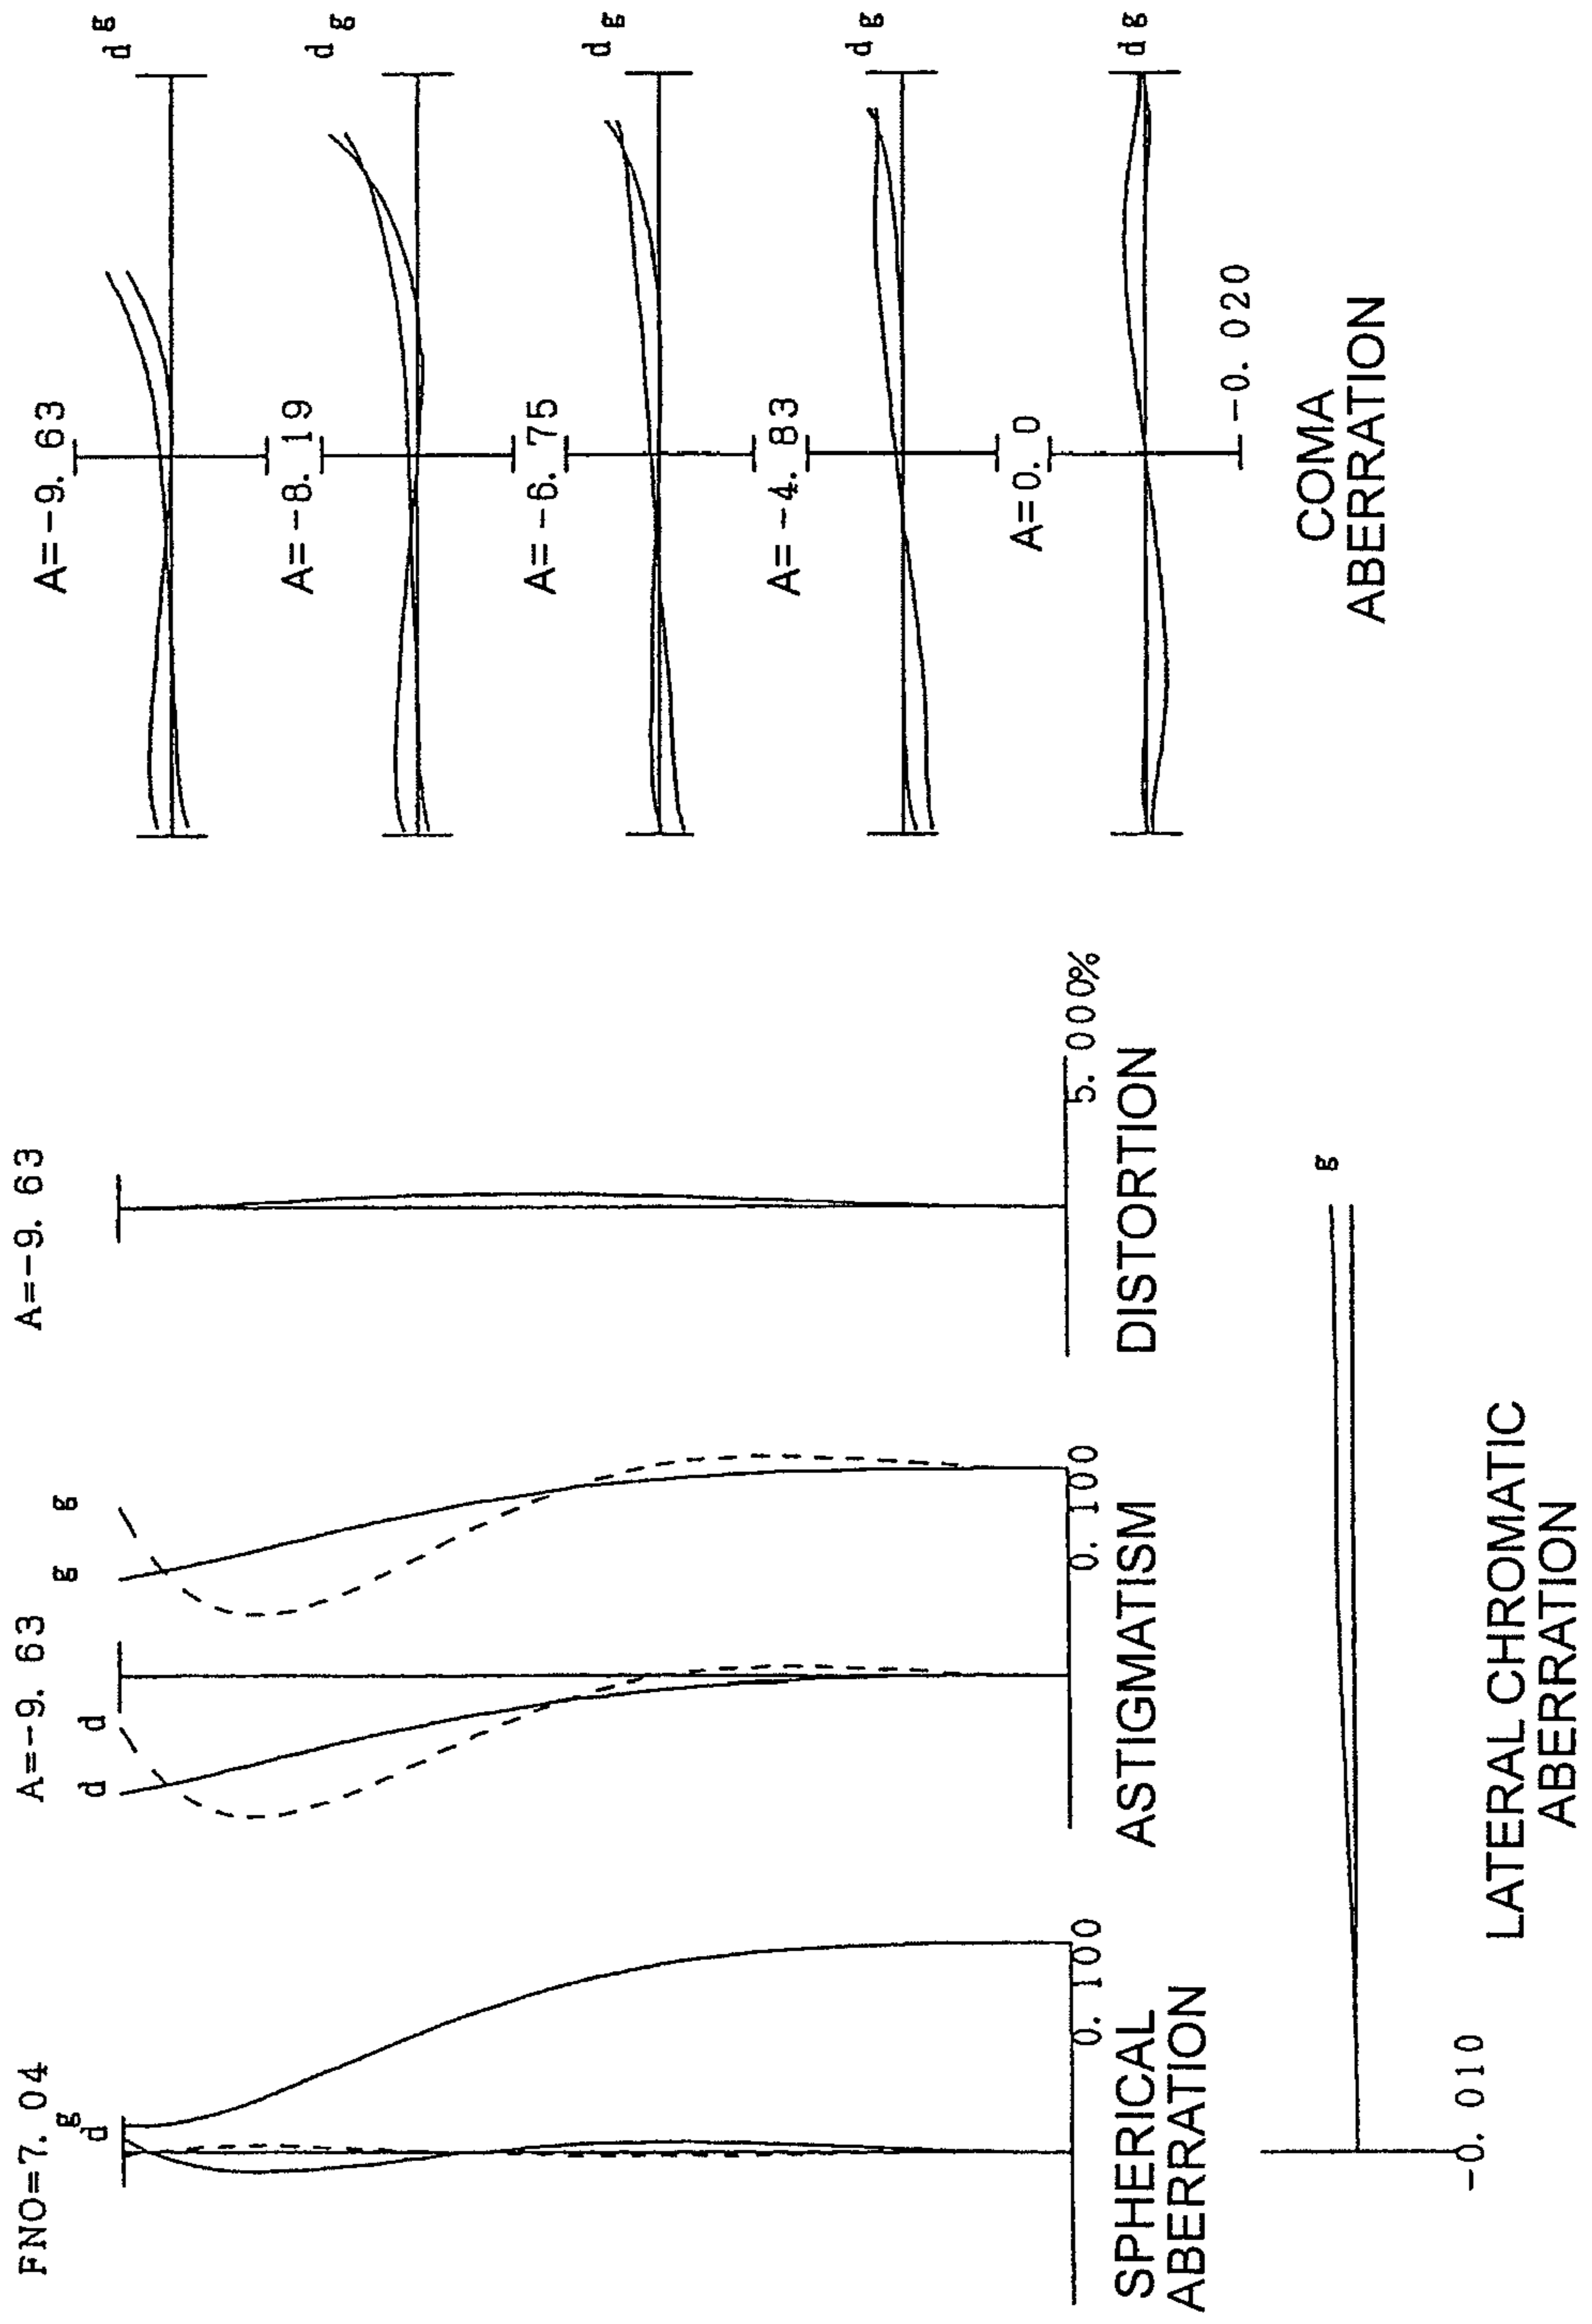 FNO=7. 04
g
d
0. 100
SPHERICAL
ABERRATION
A=-9. 63
d
d
g
g
0. 100
ASTIGMATISM
A=-9. 63
5. 000%
DISTORTION
g
-0. 010
LATERAL CHROMATIC
ABERRATION
A=-9. 63
d g
A=-8. 19
d g
A=-6. 75
d g
A=-4. 83
d g
A=0. 0
d g
-0. 020
COMA
ABERRATION